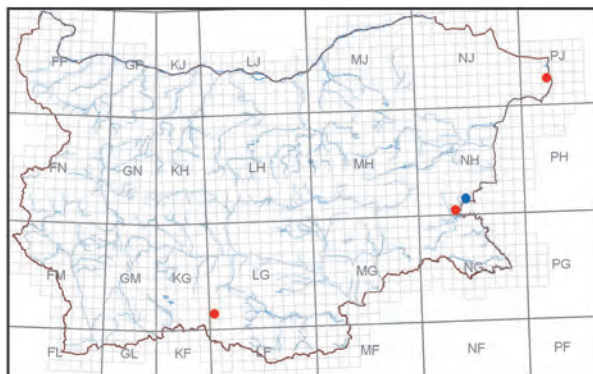 FP GP KJ LJ MJ NJ PJ
FN GN KH LH MH NH PH
FM GM KG LG MG NG PG
FL GL KF LF MF NF PF